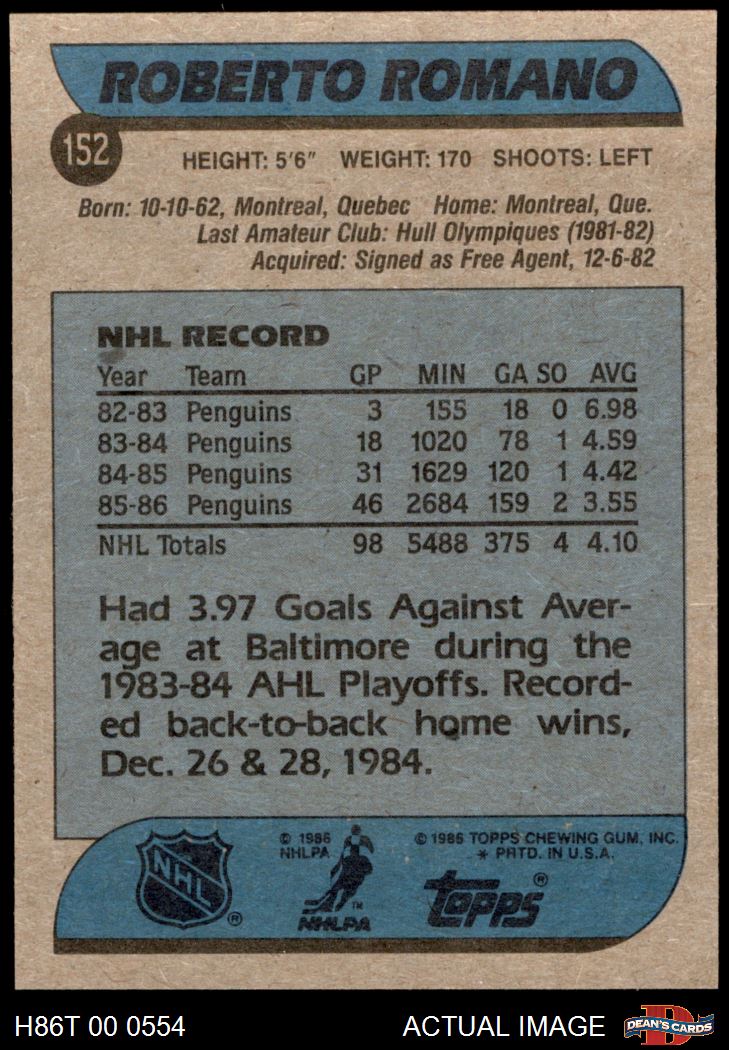 ROBERTO ROMANO
152
HEIGHT: 5'6" WEIGHT: 170 SHOOTS: LEFT
Born: 10-10-62, Montreal, Quebec Home: Montreal, Que.
Last Amateur Club: Hull Olympiques (1981-82)
Acquired: Signed as Free Agent, 12-6-82
NHL RECORD
Year Team GP MIN GA SO AVG
82-83 Penguins 3 155 18 0 6.98
83-84 Penguins 18 1020 78 1 4.59
84-85 Penguins 31 1629 120 1 4.42
85-86 Penguins 46 2684 159 2 3.55
NHL Totals 98 5488 375 4 4.10
Had 3.97 Goals Against Aver-
age at Baltimore during the
1983-84 AHL Playoffs. Record-
ed back-to-back home wins,
Dec. 26 & 28, 1984.
© 1986 © 1986 TOPPS CHEWING GUM, INC.
NHLPA * PRTD. IN U.S.A.
NHL ® NHLPA ™ TOPPS ®
H86T 00 0554 ACTUAL IMAGE D DEAN'S CARDS